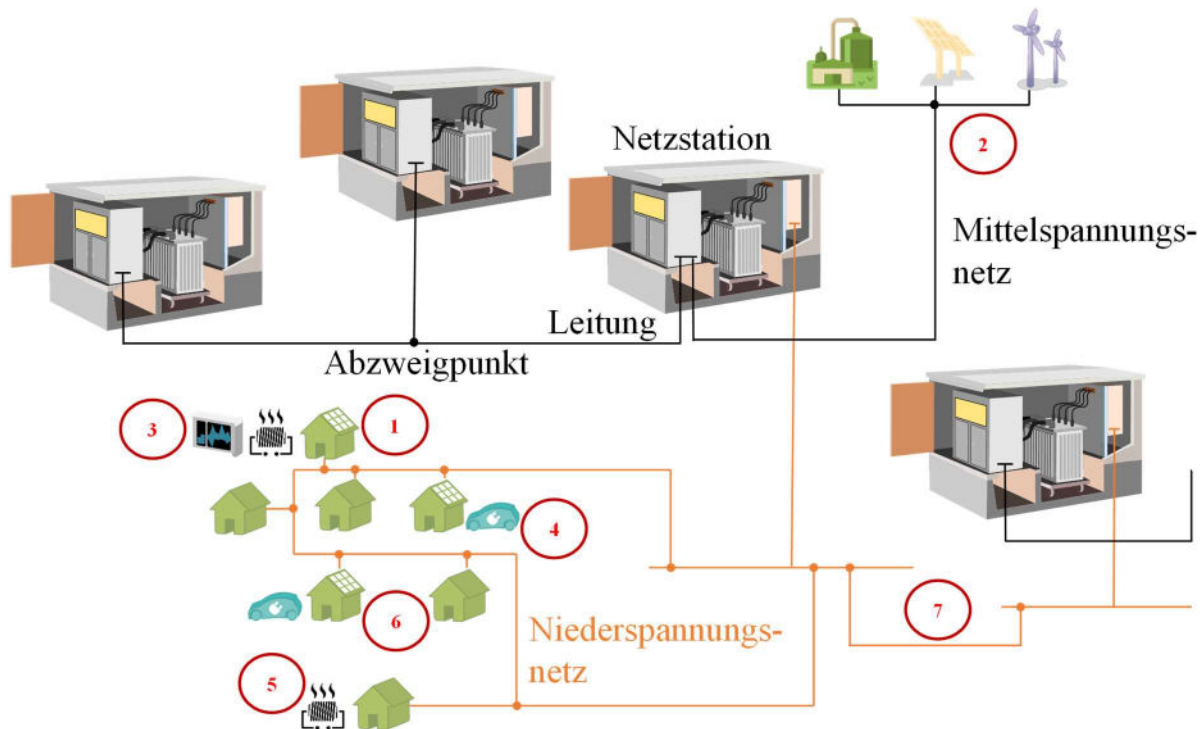 Netzstation
2
Mittelspannungs-
netz
Leitung
Abzweigpunkt
3
1
4
6
7
Niederspannungs-
netz
5